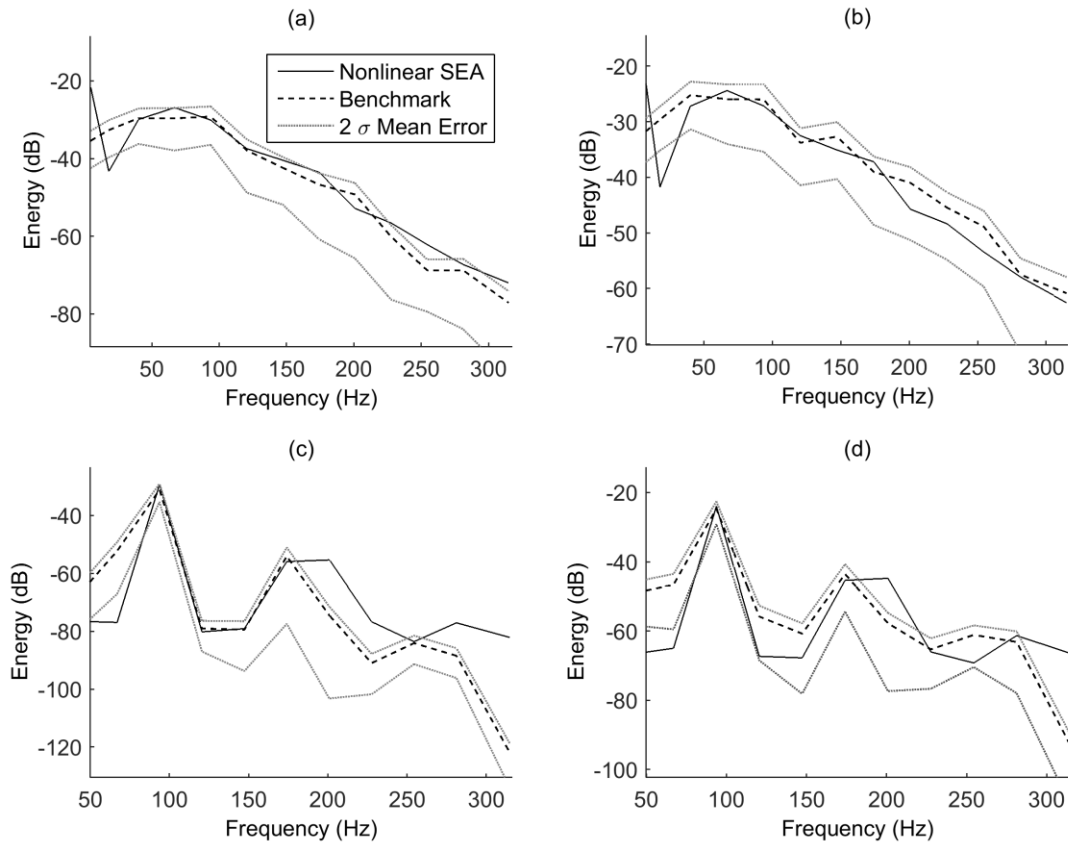 (a)
Energy (dB)
-20
-40
-60
-80
Nonlinear SEA
Benchmark
2 σ Mean Error
50 100 150 200 250 300
Frequency (Hz)
(b)
Energy (dB)
-20
-30
-40
-50
-60
-70
50 100 150 200 250 300
Frequency (Hz)
(c)
Energy (dB)
-40
-60
-80
-100
-120
50 100 150 200 250 300
Frequency (Hz)
(d)
Energy (dB)
-20
-40
-60
-80
-100
50 100 150 200 250 300
Frequency (Hz)